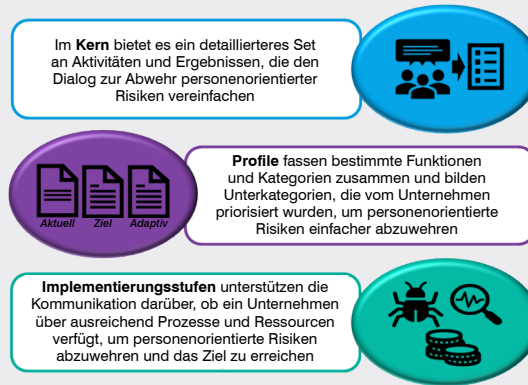 Im Kern bietet es ein detaillierteres Set
an Aktivitäten und Ergebnissen, die den
Dialog zur Abwehr personenorientierter
Risiken vereinfachen
Aktuell Ziel Adaptiv
Profile fassen bestimmte Funktionen
und Kategorien zusammen und bilden
Unterkategorien, die vom Unternehmen
priorisiert wurden, um personenorientierte
Risiken einfacher abzuwehren
Implementierungsstufen unterstützen die
Kommunikation darüber, ob ein Unternehmen
über ausreichend Prozesse und Ressourcen
verfügt, um personenorientierte Risiken
abzuwehren und das Ziel zu erreichen